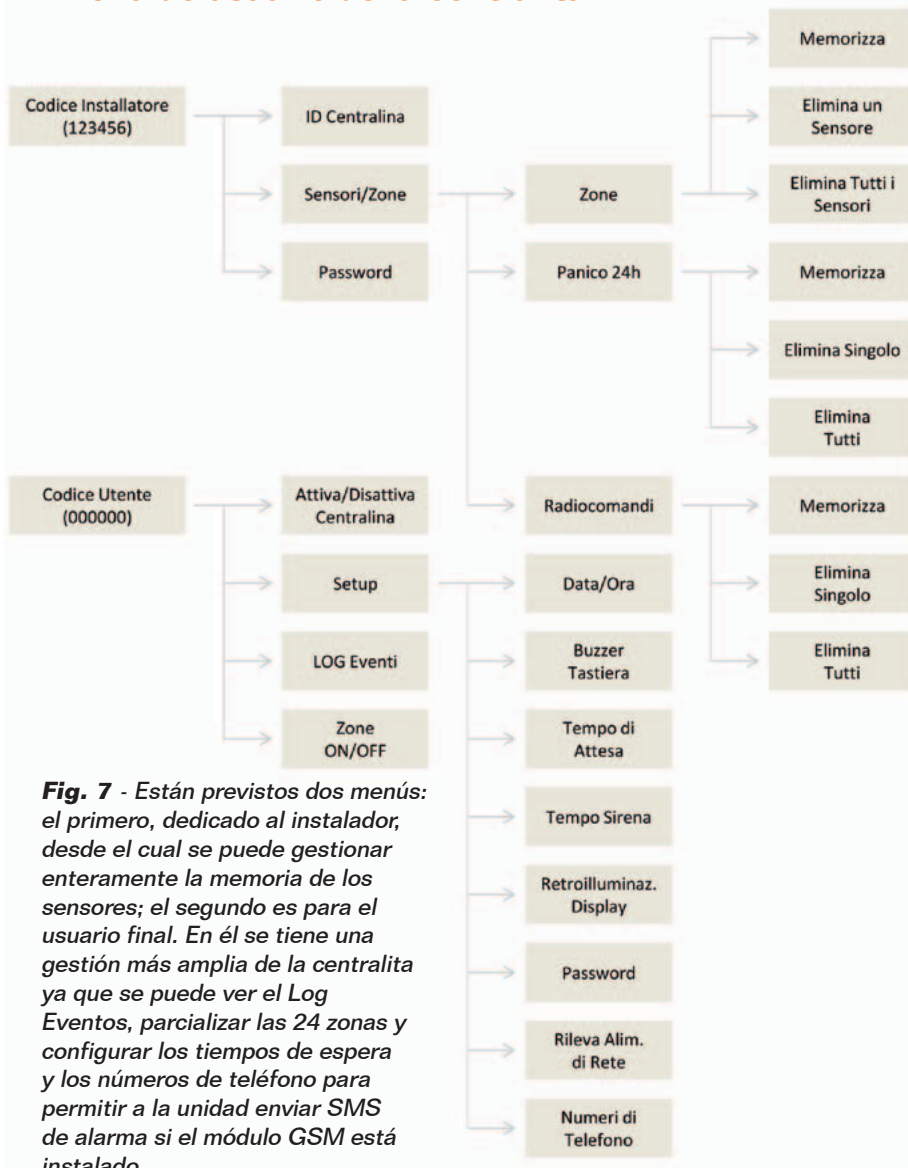 Memorizza
Codice Installatore
(123456)
ID Centralina
Elimina un
Sensore
Sensori/Zone
Zone
Elimina Tutti i
Sensori
Password
Panico 24h
Memorizza
Elimina Singolo
Elimina
Tutti
Codice Utente
(000000)
Attiva/Disattiva
Centralina
Radiocomandi
Memorizza
Setup
Data/Ora
Elimina
Singolo
LOG Eventi
Buzzer
Tastiera
Elimina
Tutti
Zone
ON/OFF
Tempo di
Attesa
Tempo Sirena
Retroilluminaz.
Display
Password
Rileva Alim.
di Rete
Numeri di
Telefono
Fig. 7 - Están previstos dos menús:
el primero, dedicado al instalador,
desde el cual se puede gestionar
enteramente la memoria de los
sensores; el segundo es para el
usuario final. En él se tiene una
gestión más amplia de la centralita
ya que se puede ver el Log
Eventos, parcializar las 24 zonas y
configurar los tiempos de espera
y los números de teléfono para
permitir a la unidad enviar SMS
de alarma si el módulo GSM está
instalado